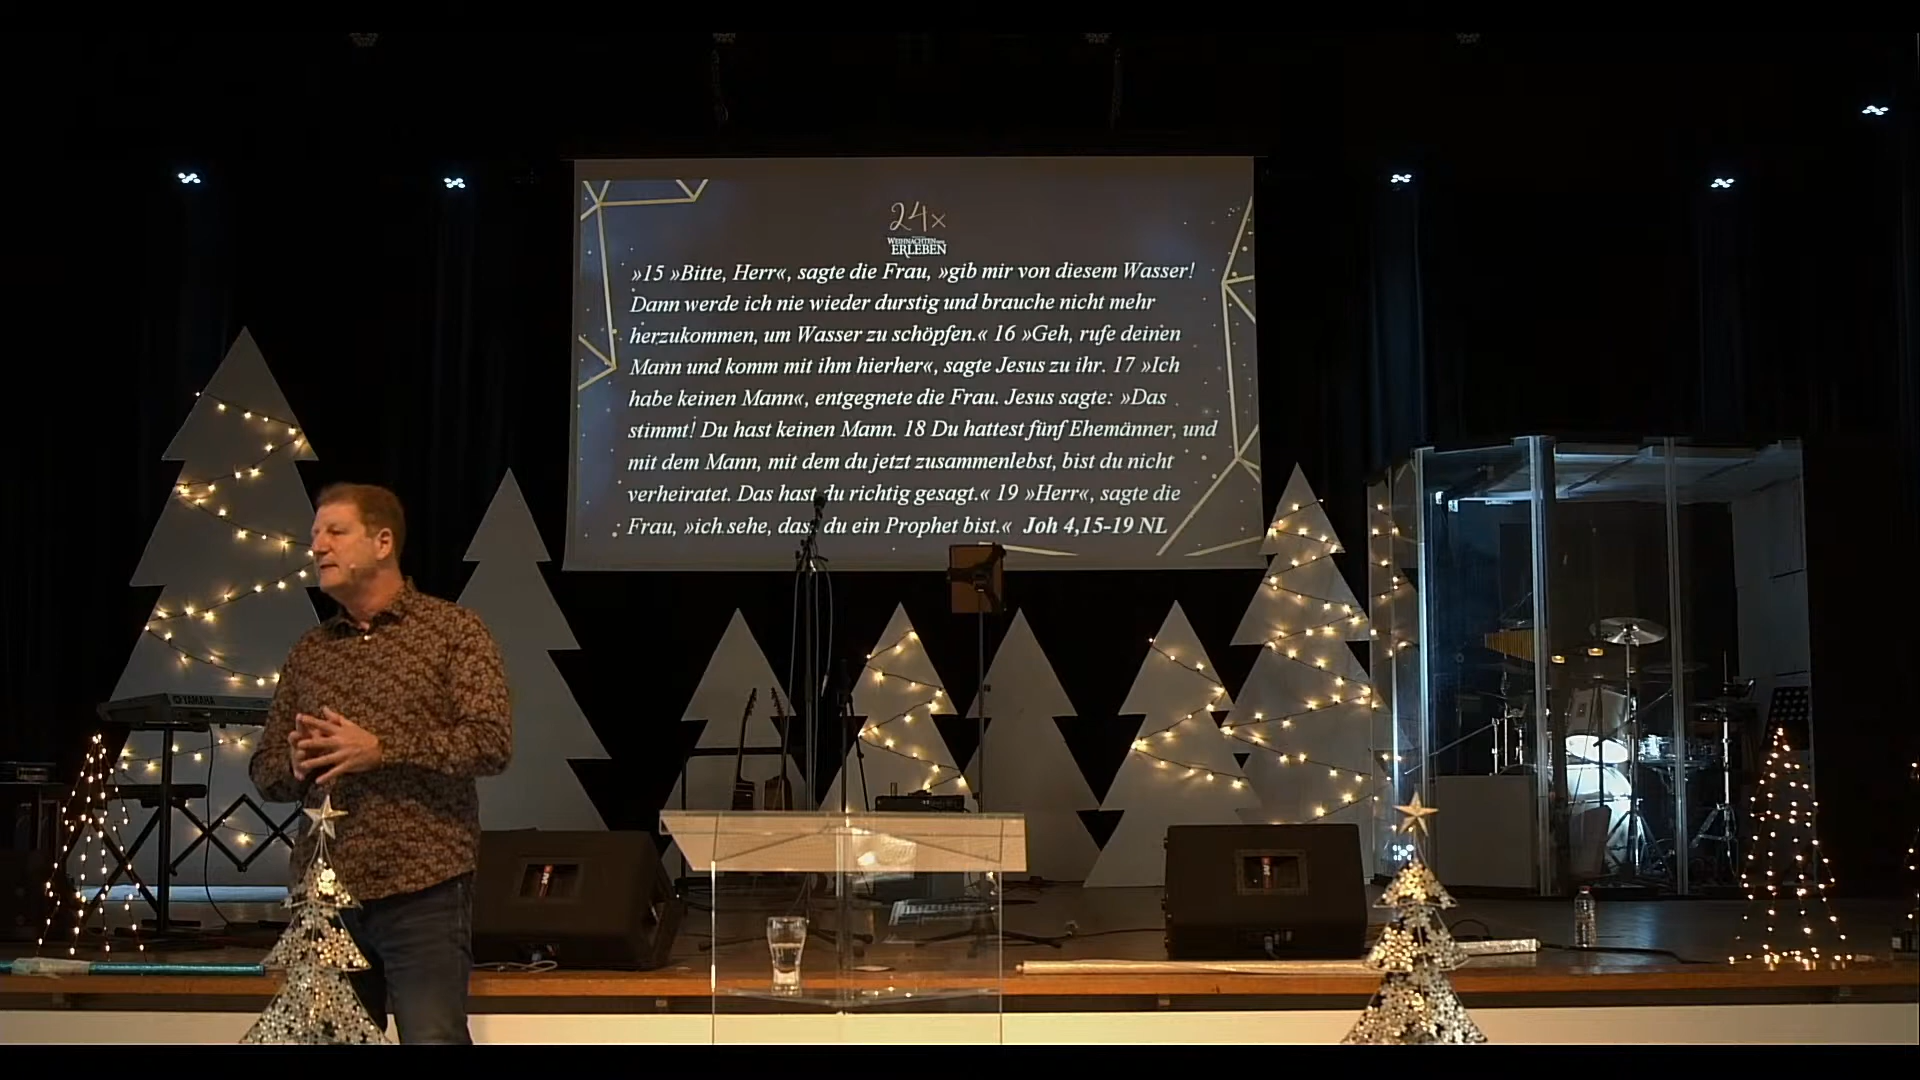 24x
WEIHNACHTEN
ERLEBEN
»15 »Bitte, Herr«, sagte die Frau, »gib mir von diesem Wasser!
Dann werde ich nie wieder durstig und brauche nicht mehr
herzukommen, um Wasser zu schöpfen.« 16 »Geh, rufe deinen
Mann und komm mit ihm hierher«, sagte Jesus zu ihr. 17 »Ich
habe keinen Mann«, entgegnete die Frau. Jesus sagte: »Das
stimmt! Du hast keinen Mann. 18 Du hattest fünf Ehemänner, und
mit dem Mann, mit dem du jetzt zusammenlebst, bist du nicht
verheiratet. Das hast du richtig gesagt.« 19 »Herr«, sagte die
Frau, »ich sehe, dass du ein Prophet bist.« Joh 4,15-19 NL
YAMAHA